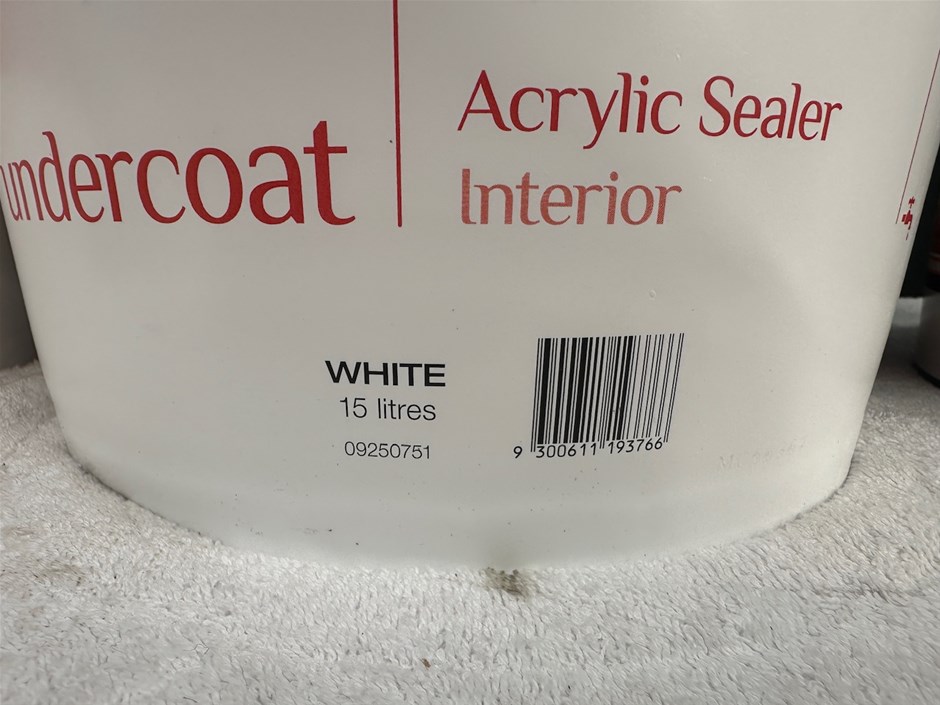 undercoat
Acrylic Sealer
Interior
WHITE
15 litres
09250751
9 300611 193766